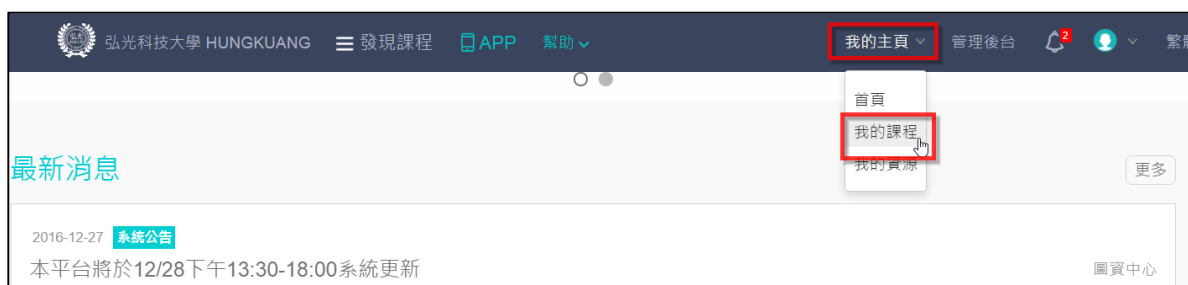 弘光科技大學 HUNGKUANG 發現課程 APP 幫助 我的主頁 管理後台 2
首頁
我的課程
我的資源
最新消息
更多
2016-12-27 系統公告
本平台將於12/28下午13:30-18:00系統更新
圖資中心